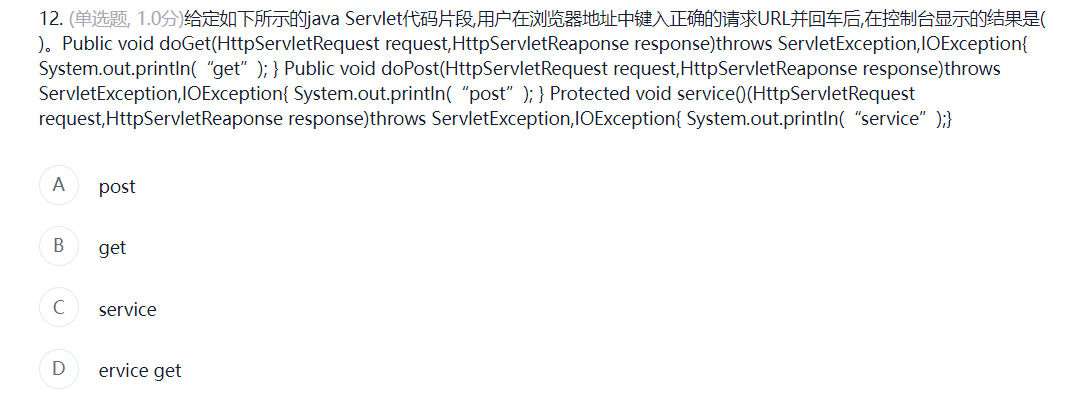 12. (单选题, 1.0分)给定如下所示的java Servlet代码片段,用户在浏览器地址中键入正确的请求URL并回车后,在控制台显示的结果是(
)。Public void doGet(HttpServletRequest request,HttpServletReaponse response)throws ServletException,IOException{
System.out.println(“get”); } Public void doPost(HttpServletRequest request,HttpServletReaponse response)throws
ServletException,IOException{ System.out.println(“post”); } Protected void service()(HttpServletRequest
request,HttpServletReaponse response)throws ServletException,IOException{ System.out.println(“service”);}
A post
B get
C service
D ervice get